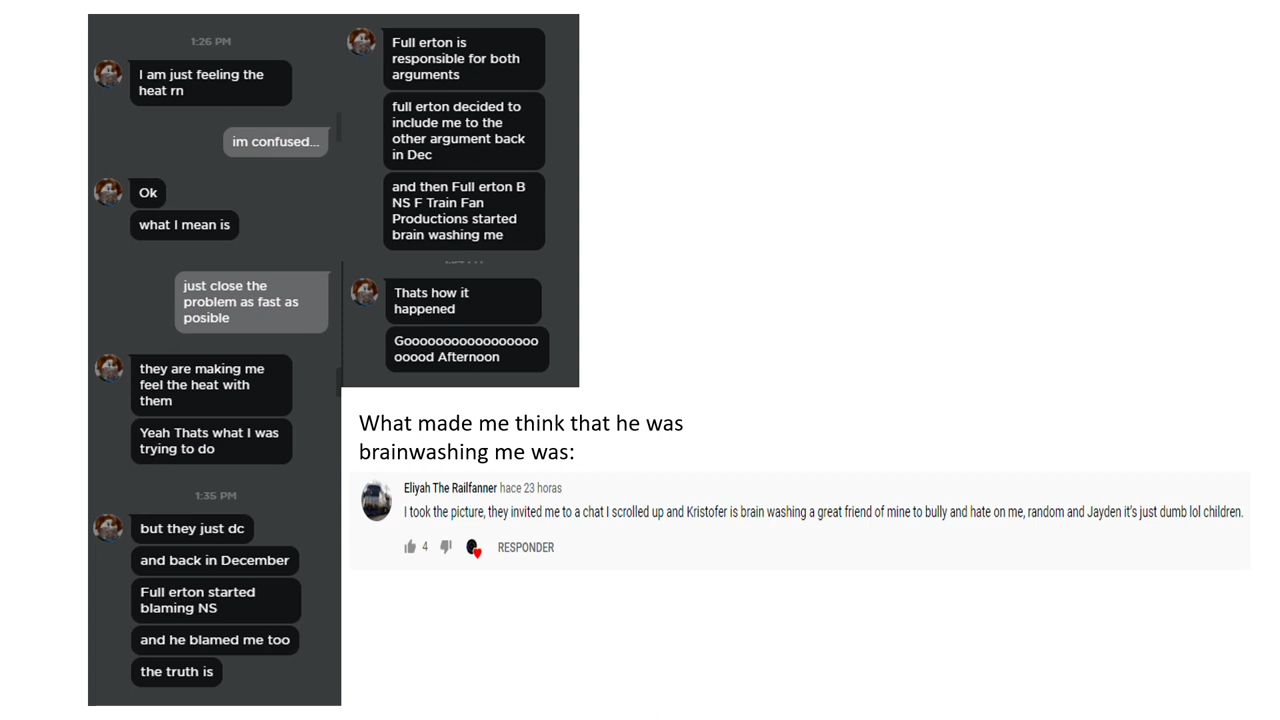 1:26 PM
I am just feeling the
heat rn
im confused...
Ok
what I mean is
just close the
problem as fast as
posible
they are making me
feel the heat with
them
Yeah Thats what I was
trying to do
1:35 PM
but they just dc
and back in December
Full erton started
blaming NS
and he blamed me too
the truth is
Full erton is
responsible for both
arguments
full erton decided to
include me to the
other argument back
in Dec
and then Full erton B
NS F Train Fan
Productions started
brain washing me
Thats how it
happened
Gooooooooooooooooo
ooood Afternoon
What made me think that he was
brainwashing me was:
Eliyah The Railfanner hace 23 horas
I took the picture, they invited me to a chat I scrolled up and Kristofer is brain washing a great friend of mine to bully and hate on me, random and Jayden it's just dumb lol children.
4 RESPONDER